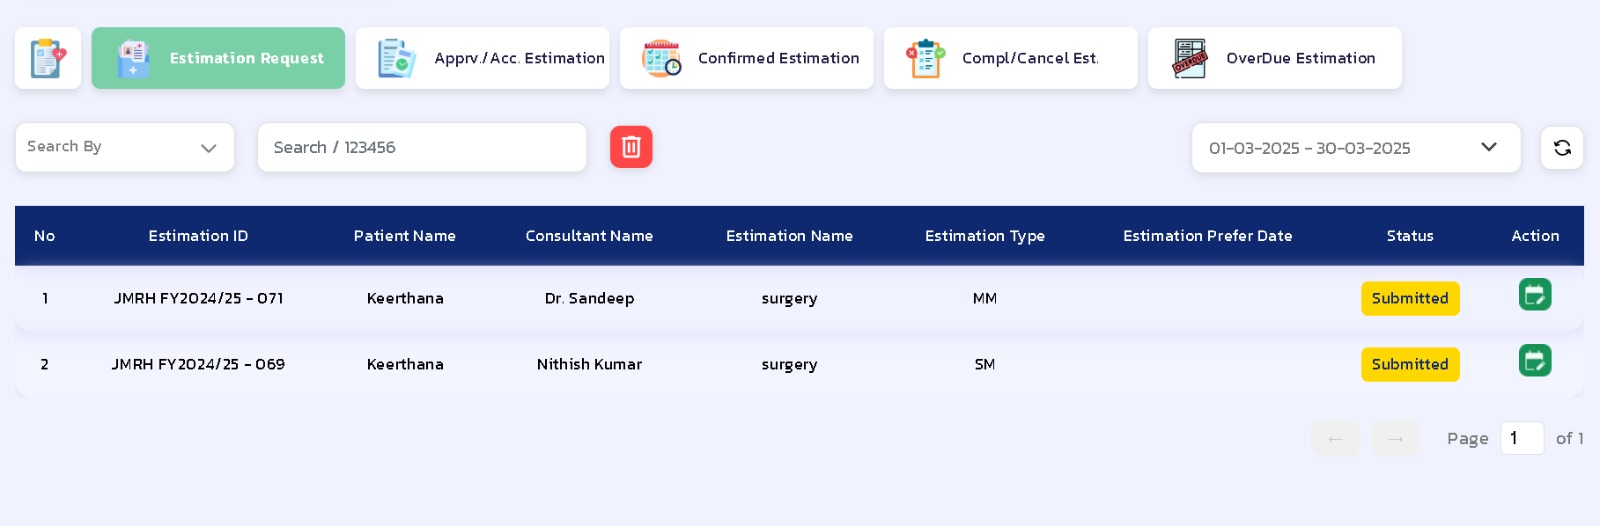 Estimation Request Apprv./Acc. Estimation Confirmed Estimation Compl/Cancel Est. OVERDUE OverDue Estimation
Search By Search / 123456 01-03-2025 - 30-03-2025
No Estimation ID Patient Name Consultant Name Estimation Name Estimation Type Estimation Prefer Date Status Action
1 JMRH FY2024/25 - 071 Keerthana Dr. Sandeep surgery MM Submitted
2 JMRH FY2024/25 - 069 Keerthana Nithish Kumar surgery SM Submitted
← → Page 1 of 1